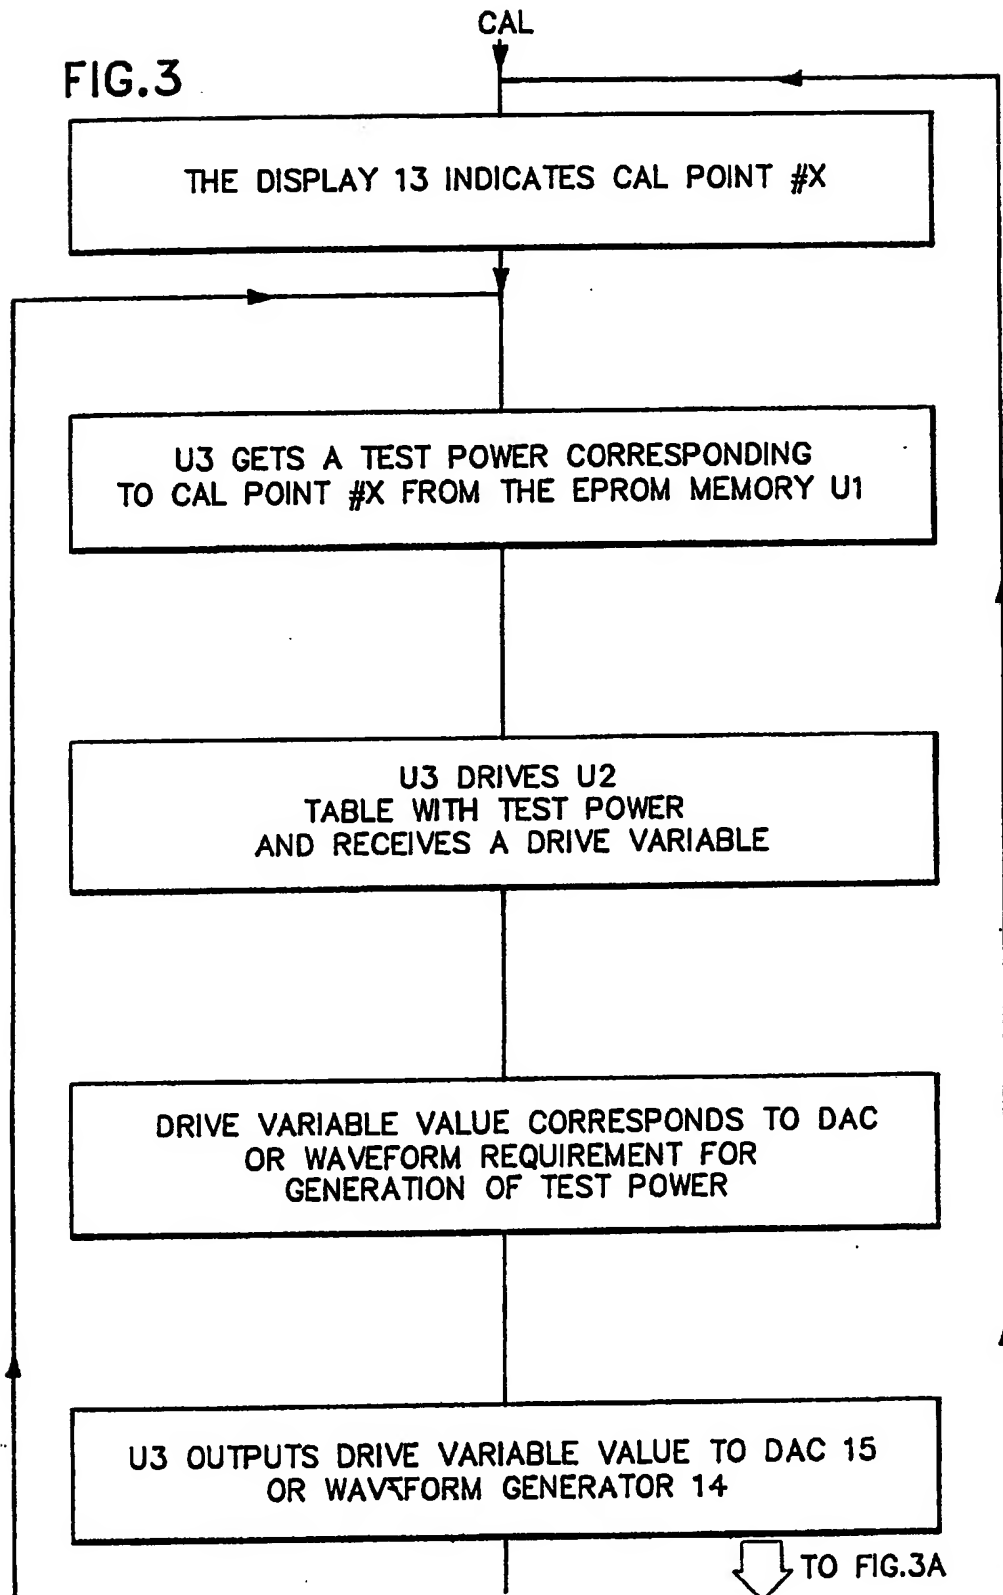 CAL
FIG.3
THE DISPLAY 13 INDICATES CAL POINT #X
U3 GETS A TEST POWER CORRESPONDING
TO CAL POINT #X FROM THE EPROM MEMORY U1
U3 DRIVES U2
TABLE WITH TEST POWER
AND RECEIVES A DRIVE VARIABLE
DRIVE VARIABLE VALUE CORRESPONDS TO DAC
OR WAVEFORM REQUIREMENT FOR
GENERATION OF TEST POWER
U3 OUTPUTS DRIVE VARIABLE VALUE TO DAC 15
OR WAVEFORM GENERATOR 14
TO FIG.3A